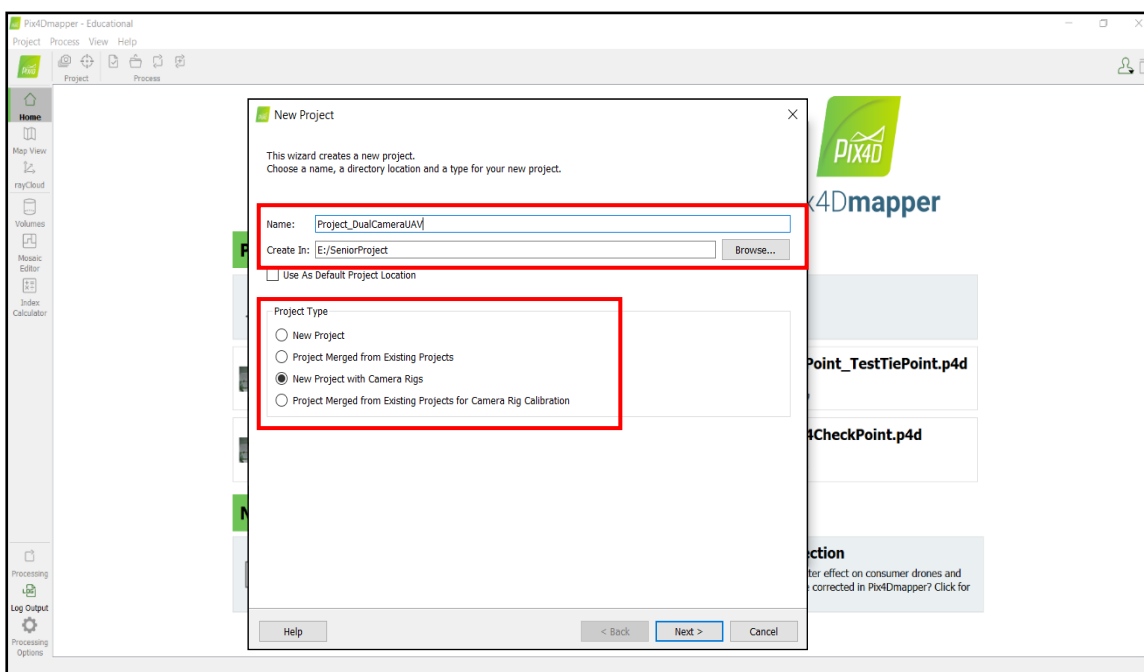 Pix4Dmapper - Educational
Project Process View Help
Project Process
Home
Map View
rayCloud
Volumes
Mosaic
Editor
Index
Calculator
Processing
Log Output
Processing
Options
PIX4D
4Dmapper
New Project
This wizard creates a new project.
Choose a name, a directory location and a type for your new project.
Name: Project_DualCameraUAV
Create In: E:/SeniorProject Browse...
Use As Default Project Location
Project Type
New Project
Project Merged from Existing Projects
New Project with Camera Rigs
Project Merged from Existing Projects for Camera Rig Calibration
Help < Back Next > Cancel
Point_TestTiePoint.p4d
4CheckPoint.p4d
ction
ter effect on consumer drones and
corrected in Pix4Dmapper? Click for